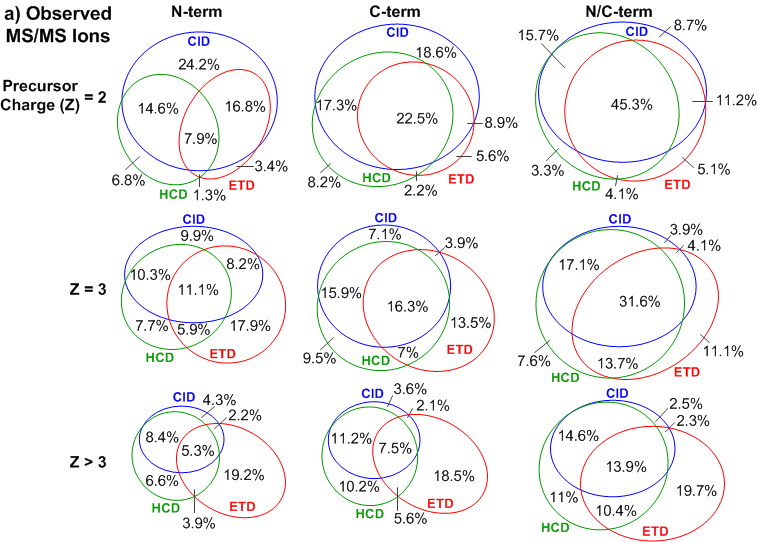 a) Observed
MS/MS Ions
N-term
C-term
N/C-term
Precursor
Charge (Z) = 2
CID
24.2%
14.6%
16.8%
7.9%
6.8%
HCD
1.3%
ETD
3.4%
CID
18.6%
17.3%
22.5%
8.9%
5.6%
8.2%
HCD
2.2%
ETD
15.7%
CID
8.7%
45.3%
11.2%
3.3%
4.1%
HCD
ETD
5.1%
Z = 3
CID
9.9%
10.3%
8.2%
11.1%
7.7%
5.9%
17.9%
HCD
ETD
CID
7.1%
3.9%
15.9%
16.3%
13.5%
9.5%
HCD
7%
ETD
CID
3.9%
4.1%
17.1%
31.6%
7.6%
13.7%
11.1%
HCD
ETD
Z > 3
CID
4.3%
2.2%
8.4%
5.3%
6.6%
19.2%
HCD
3.9%
ETD
CID
3.6%
2.1%
11.2%
7.5%
10.2%
18.5%
HCD
5.6%
ETD
CID
2.5%
2.3%
14.6%
13.9%
11%
10.4%
19.7%
HCD
ETD